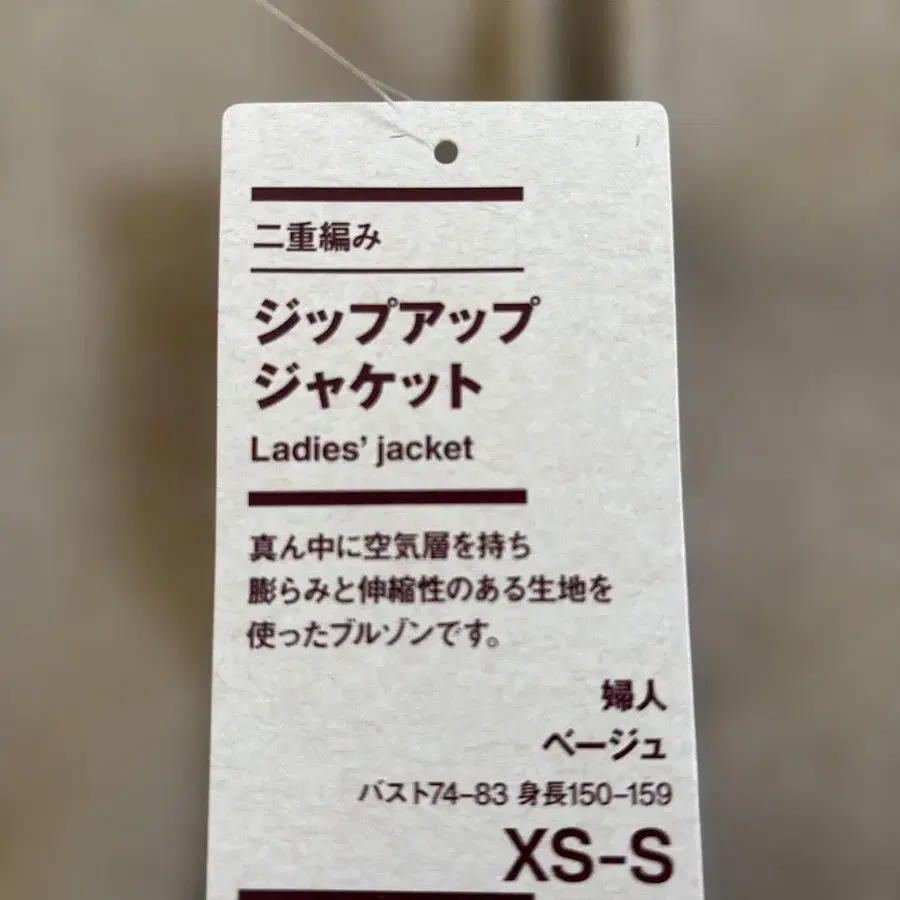 二重編み
ジップアップ
ジャケット
Ladies’ jacket
真ん中に空気層を持ち
膨らみと伸縮性のある生地を
使ったブルゾンです。
婦人
ベージュ
バスト74–83 身長150–159
XS–S